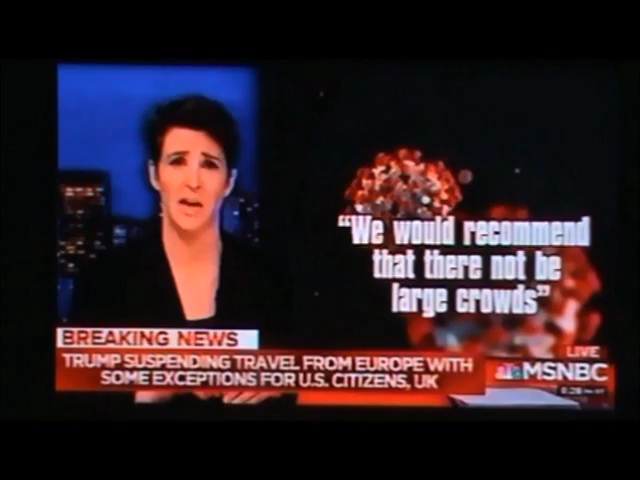 "We would recommend
that there not be
large crowds"
BREAKING NEWS
TRUMP SUSPENDING TRAVEL FROM EUROPE WITH
SOME EXCEPTIONS FOR U.S. CITIZENS, UK
LIVE
MSNBC